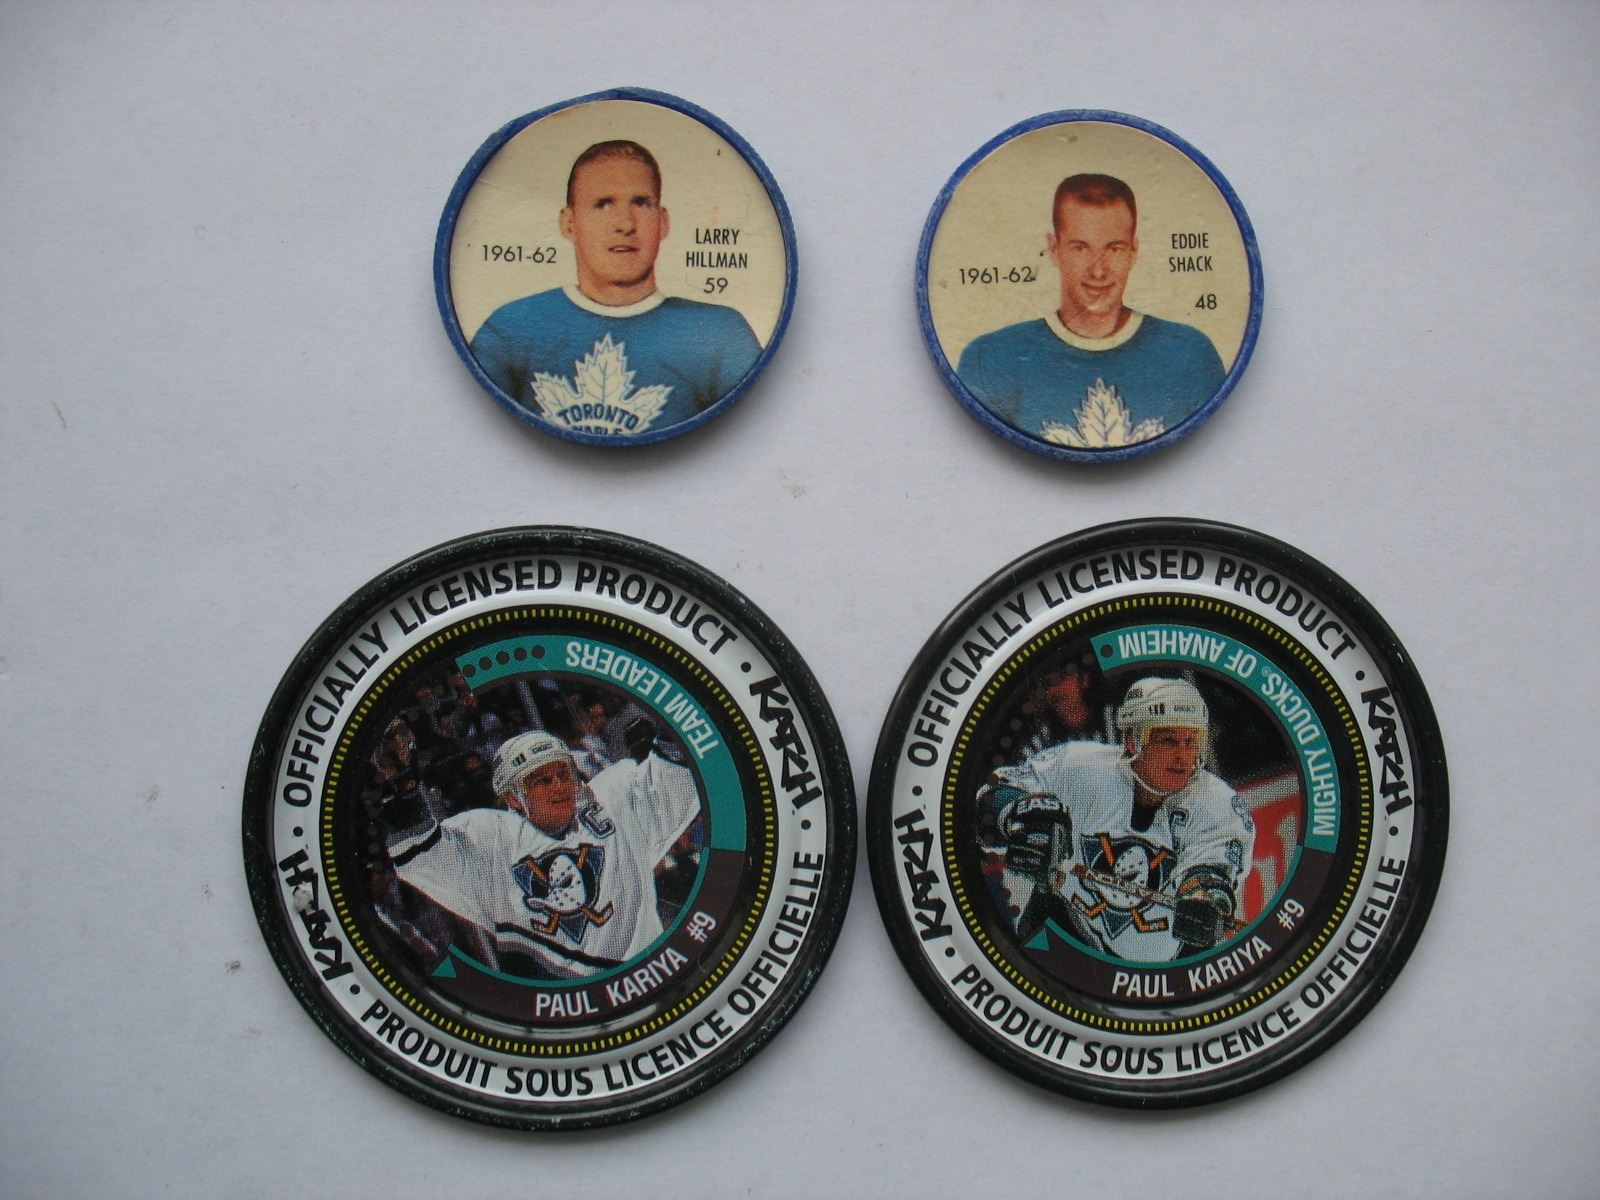 1961-62
LARRY
HILLMAN
59
TORONTO
MAPLE
1961-62
EDDIE
SHACK
48
OFFICIALLY LICENSED PRODUCT • KATCH •
KATCH • PRODUIT SOUS LICENCE OFFICIELLE •
TEAM LEADERS
C
PAUL KARIYA #9
OFFICIALLY LICENSED PRODUCT • KATCH •
KATCH • PRODUIT SOUS LICENCE OFFICIELLE •
MIGHTY DUCKS® OF ANAHEIM
C
PAUL KARIYA #9